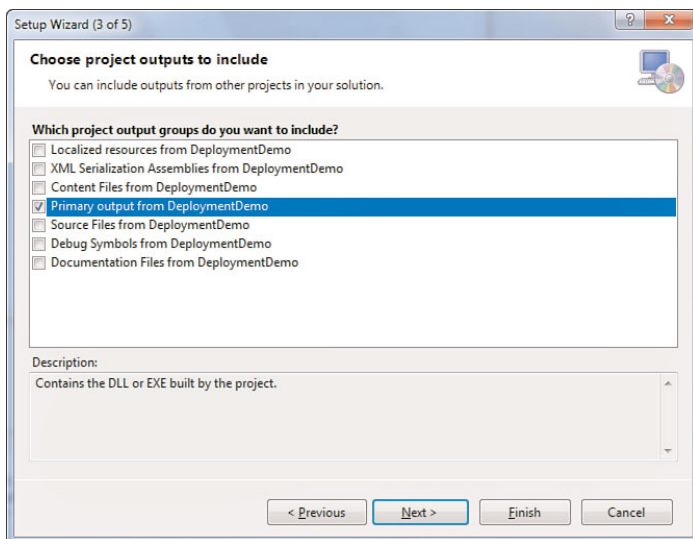 Setup Wizard (3 of 5)
Choose project outputs to include
You can include outputs from other projects in your solution.
Which project output groups do you want to include?
Localized resources from DeploymentDemo
XML Serialization Assemblies from DeploymentDemo
Content Files from DeploymentDemo
Primary output from DeploymentDemo
Source Files from DeploymentDemo
Debug Symbols from DeploymentDemo
Documentation Files from DeploymentDemo
Description:
Contains the DLL or EXE built by the project.
< Previous Next > Finish Cancel